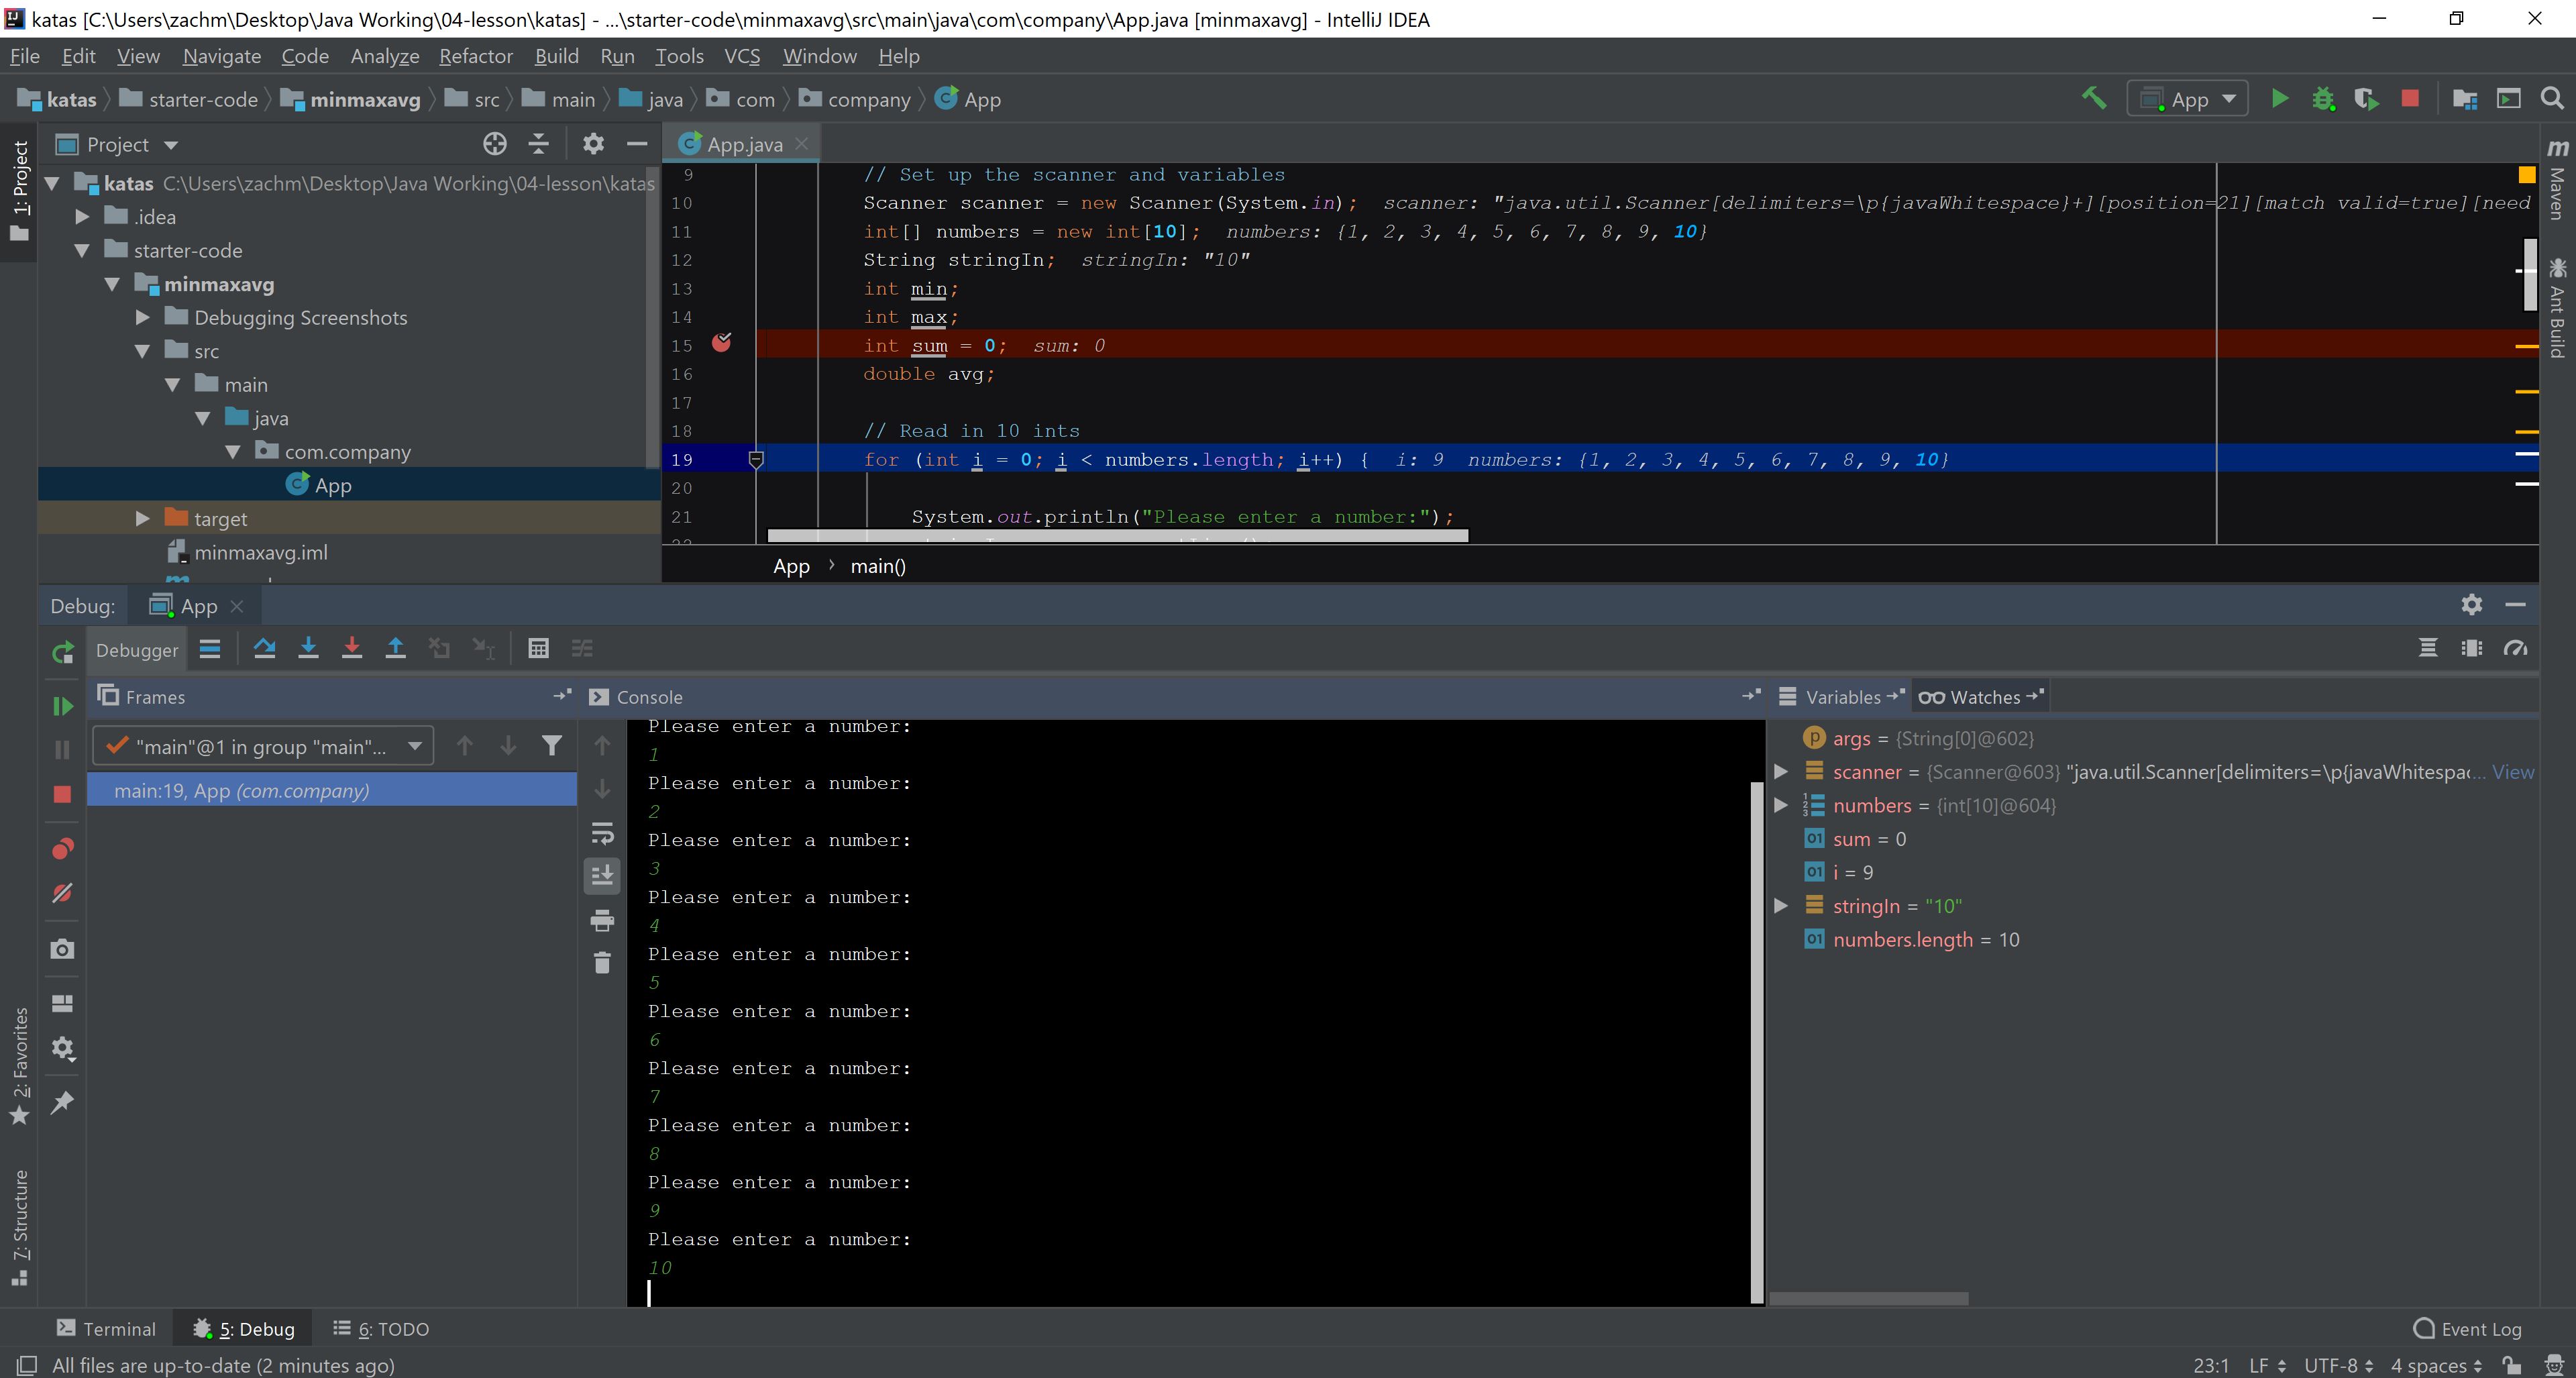 katas [C:\Users\zachm\Desktop\Java Working\04-lesson\katas] - ...\starter-code\minmaxavg\src\main\java\com\company\App.java [minmaxavg] - IntelliJ IDEA
File Edit View Navigate Code Analyze Refactor Build Run Tools VCS Window Help
katas starter-code minmaxavg src main java com company App
App
1: Project
Project
katas C:\Users\zachm\Desktop\Java Working\04-lesson\katas
.idea
starter-code
minmaxavg
Debugging Screenshots
src
main
java
com.company
App
target
minmaxavg.iml
App.java
9 // Set up the scanner and variables
10 Scanner scanner = new Scanner(System.in); scanner: "java.util.Scanner[delimiters=\p{javaWhitespace}+][position=21][match valid=true][need
11 int[] numbers = new int[10]; numbers: {1, 2, 3, 4, 5, 6, 7, 8, 9, 10}
12 String stringIn; stringIn: "10"
13 int min;
14 int max;
15 int sum = 0; sum: 0
16 double avg;
17
18 // Read in 10 ints
19 for (int i = 0; i < numbers.length; i++) { i: 9 numbers: {1, 2, 3, 4, 5, 6, 7, 8, 9, 10}
20
21 System.out.println("Please enter a number:");
App › main()
Maven
Ant Build
Debug: App
Debugger
Frames
"main"@1 in group "main"...
main:19, App (com.company)
Console
Please enter a number:
1
Please enter a number:
2
Please enter a number:
3
Please enter a number:
4
Please enter a number:
5
Please enter a number:
6
Please enter a number:
7
Please enter a number:
8
Please enter a number:
9
Please enter a number:
10
Variables Watches
args = {String[0]@602}
scanner = {Scanner@603} "java.util.Scanner[delimiters=\p{javaWhitespac... View
numbers = {int[10]@604}
sum = 0
i = 9
stringIn = "10"
numbers.length = 10
2: Favorites
7: Structure
Terminal 5: Debug 6: TODO Event Log
All files are up-to-date (2 minutes ago) 23:1 LF UTF-8 4 spaces